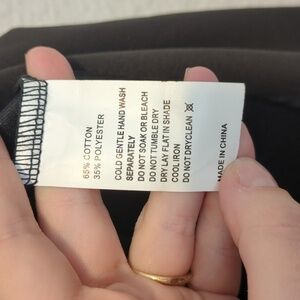 65% COTTON
35% POLYESTER
COLD GENTLE HAND WASH
SEPARATELY
DO NOT SOAK OR BLEACH
DO NOT TUMBLE DRY
DRY LAY FLAT IN SHADE
COOL IRON
DO NOT DRYCLEAN
MADE IN CHINA